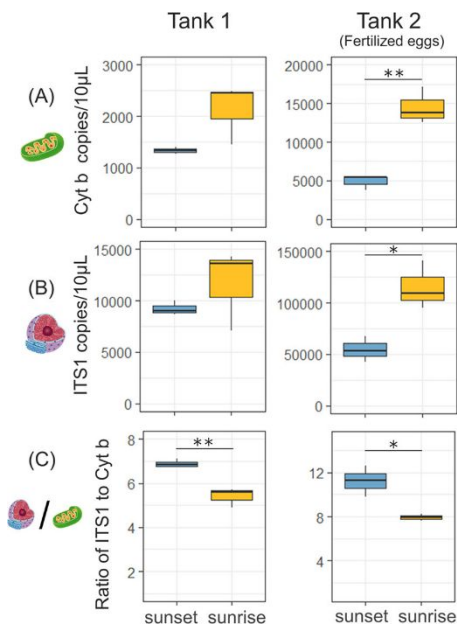 Tank 1
Tank 2
(Fertilized eggs)
(A)
Cyt b copies/10µL
3000
2000
1000
0
20000
15000
10000
5000
0
**
(B)
ITS1 copies/10µL
15000
10000
5000
0
150000
100000
50000
0
*
(C)
/
Ratio of ITS1 to Cyt b
8
6
4
2
**
12
8
4
*
sunset sunrise
sunset sunrise